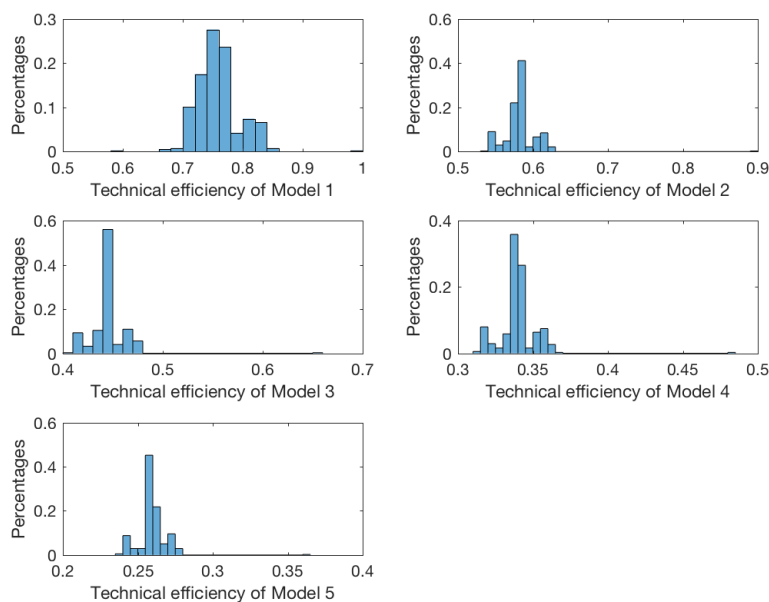 0.3
0.2
0.1
0
Percentages
0.5 0.6 0.7 0.8 0.9 1
Technical efficiency of Model 1
0.6
0.4
0.2
0
Percentages
0.5 0.6 0.7 0.8 0.9
Technical efficiency of Model 2
0.6
0.4
0.2
0
Percentages
0.4 0.5 0.6 0.7
Technical efficiency of Model 3
0.4
0.2
0
Percentages
0.3 0.35 0.4 0.45 0.5
Technical efficiency of Model 4
0.6
0.4
0.2
0
Percentages
0.2 0.25 0.3 0.35 0.4
Technical efficiency of Model 5